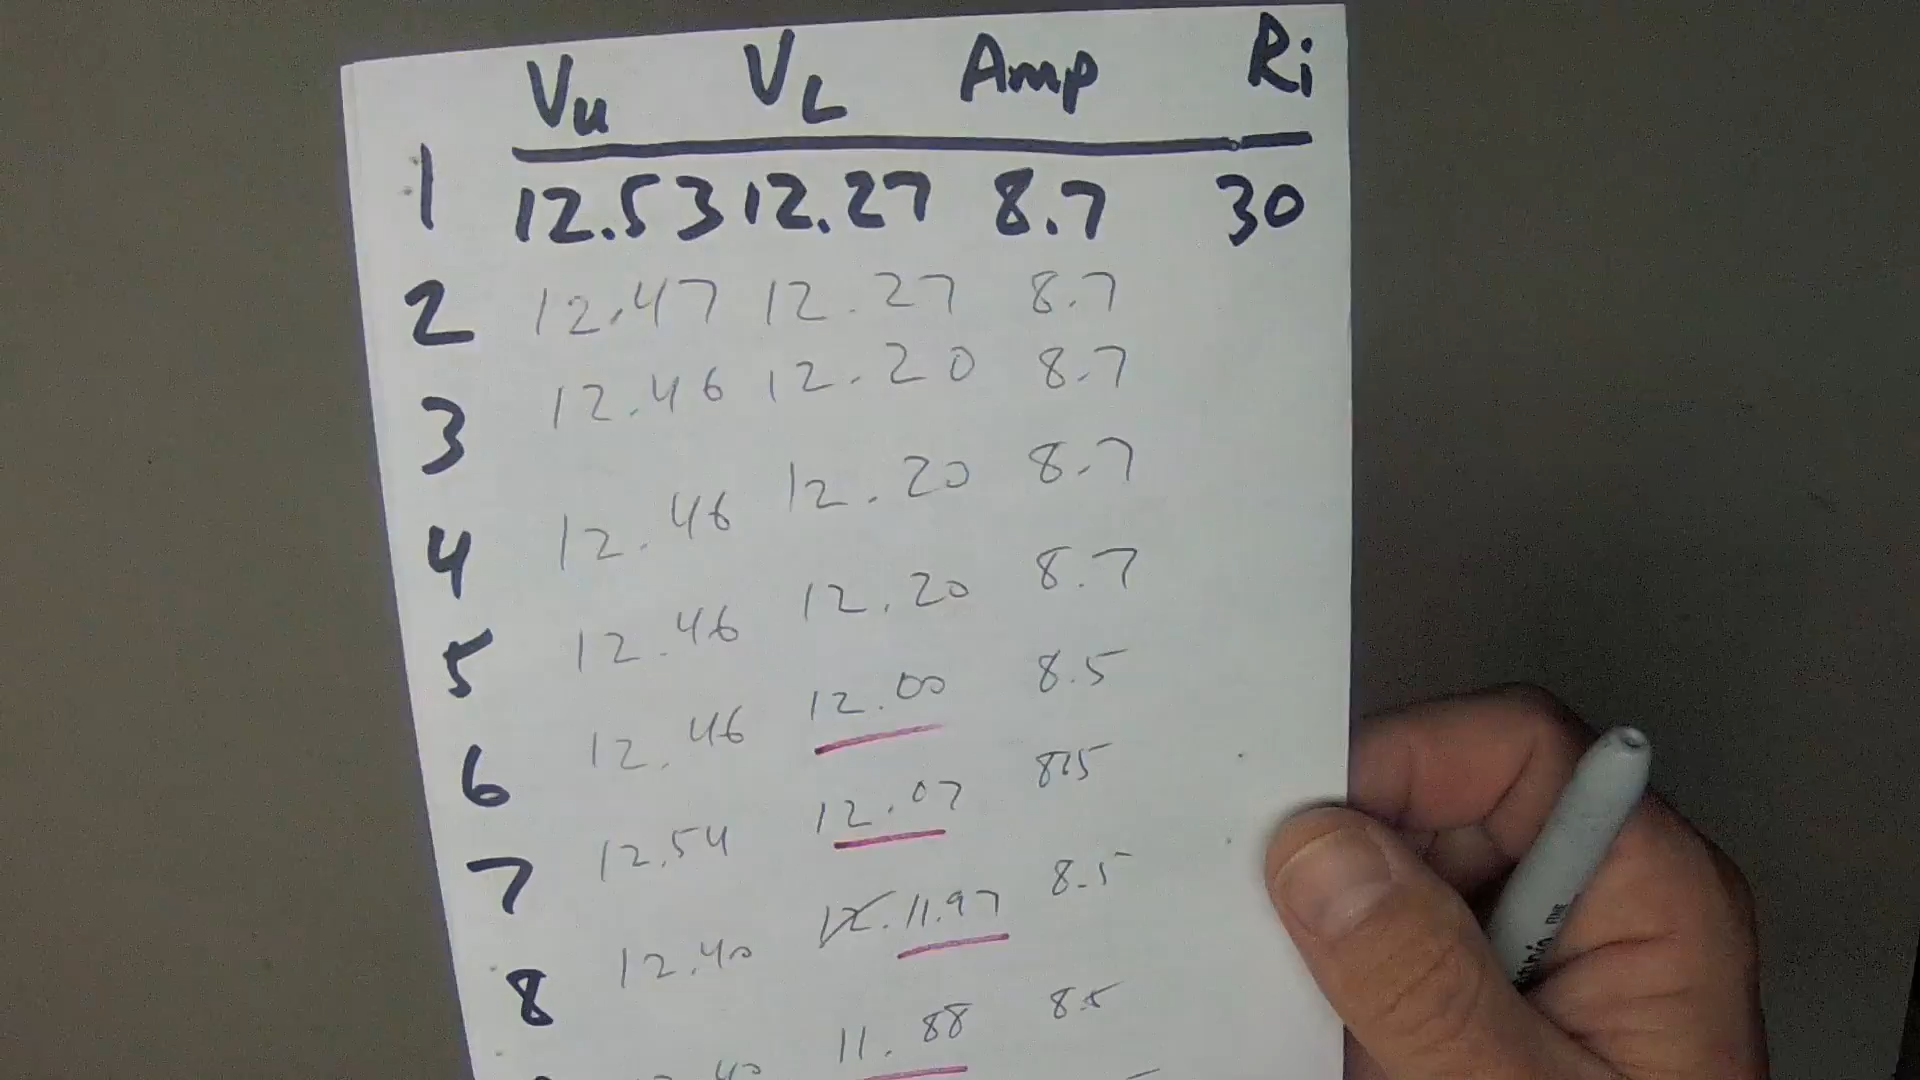 Vu VL Amp Ri
1 12.53 12.27 8.7 30
2 12.47 12.27 8.7
3 12.46 12.20 8.7
4 12.46 12.20 8.7
5 12.46 12.20 8.7
6 12.46 12.00 8.5
7 12.54 12.07 8.5
8 12.40 11.97 8.5
11.88 8.5